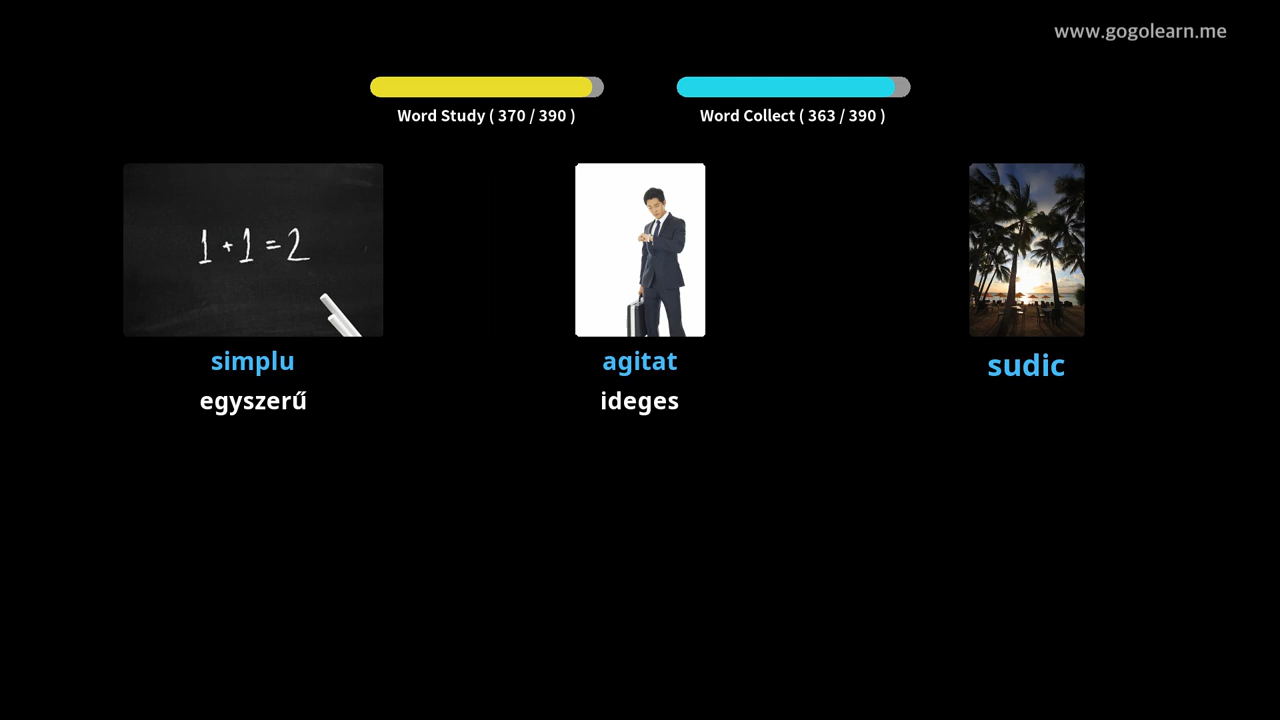 www.gogolearn.me
Word Study ( 370 / 390 )
Word Collect ( 363 / 390 )
1 + 1 = 2
simplu
agitat
sudic
egyszerű
ideges